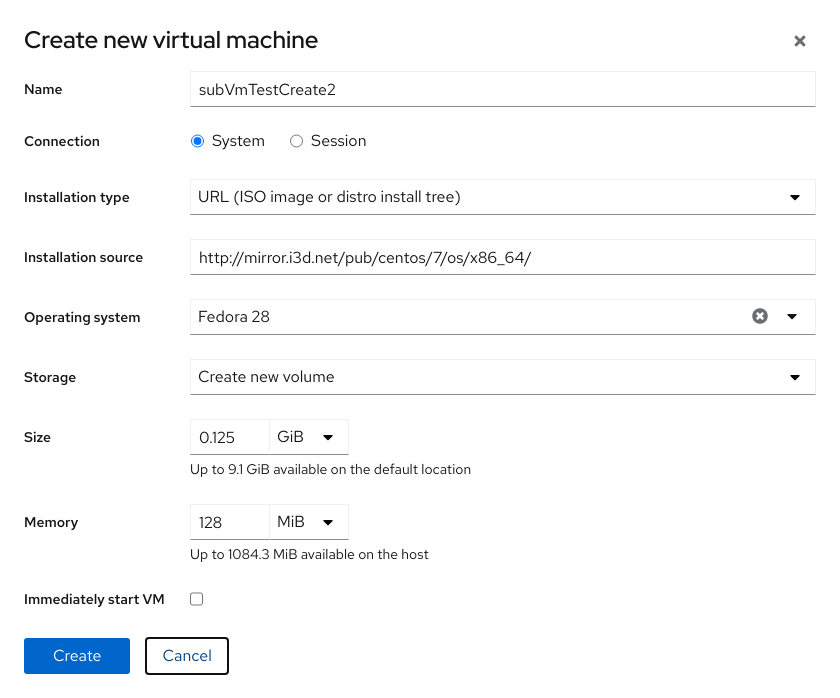 Create new virtual machine
Name
subVmTestCreate2
Connection
System
Session
Installation type
URL (ISO image or distro install tree)
Installation source
http://mirror.i3d.net/pub/centos/7/os/x86_64/
Operating system
Fedora 28
Storage
Create new volume
Size
0.125
GiB
Up to 9.1 GiB available on the default location
Memory
128
MiB
Up to 1084.3 MiB available on the host
Immediately start VM
Create
Cancel